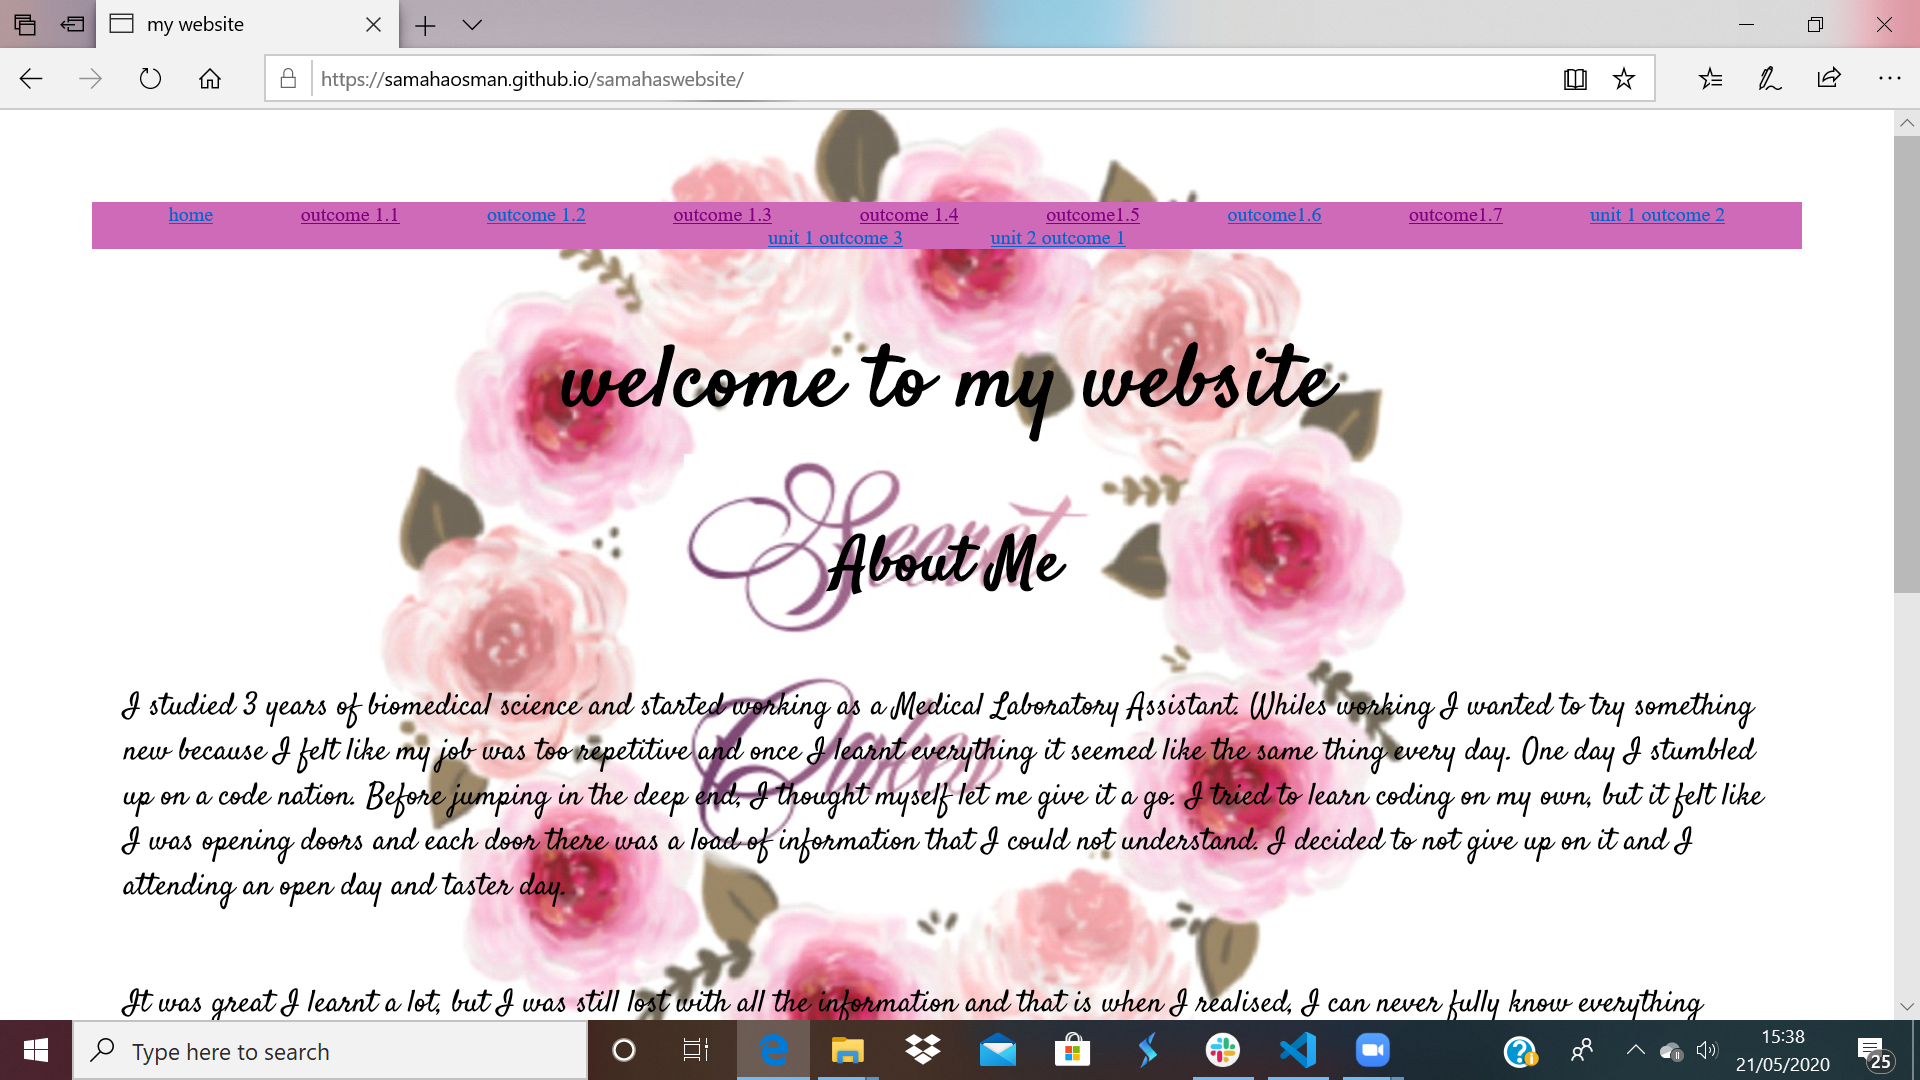 my website
https://samahaosman.github.io/samahaswebsite/
home outcome 1.1 outcome 1.2 outcome 1.3 outcome 1.4 outcome1.5 outcome1.6 outcome1.7 unit 1 outcome 2
unit 1 outcome 3 unit 2 outcome 1
welcome to my website
Secret
About Me
I studied 3 years of biomedical science and started working as a Medical Laboratory Assistant. Whiles working I wanted to try something
new because I felt like my job was too repetitive and once I learnt everything it seemed like the same thing every day. One day I stumbled
Cakes
up on a code nation. Before jumping in the deep end, I thought myself let me give it a go. I tried to learn coding on my own, but it felt like
I was opening doors and each door there was a load of information that I could not understand. I decided to not give up on it and I
attending an open day and taster day.
It was great I learnt a lot, but I was still lost with all the information and that is when I realised, I can never fully know everything
Type here to search
15:38
21/05/2020
25